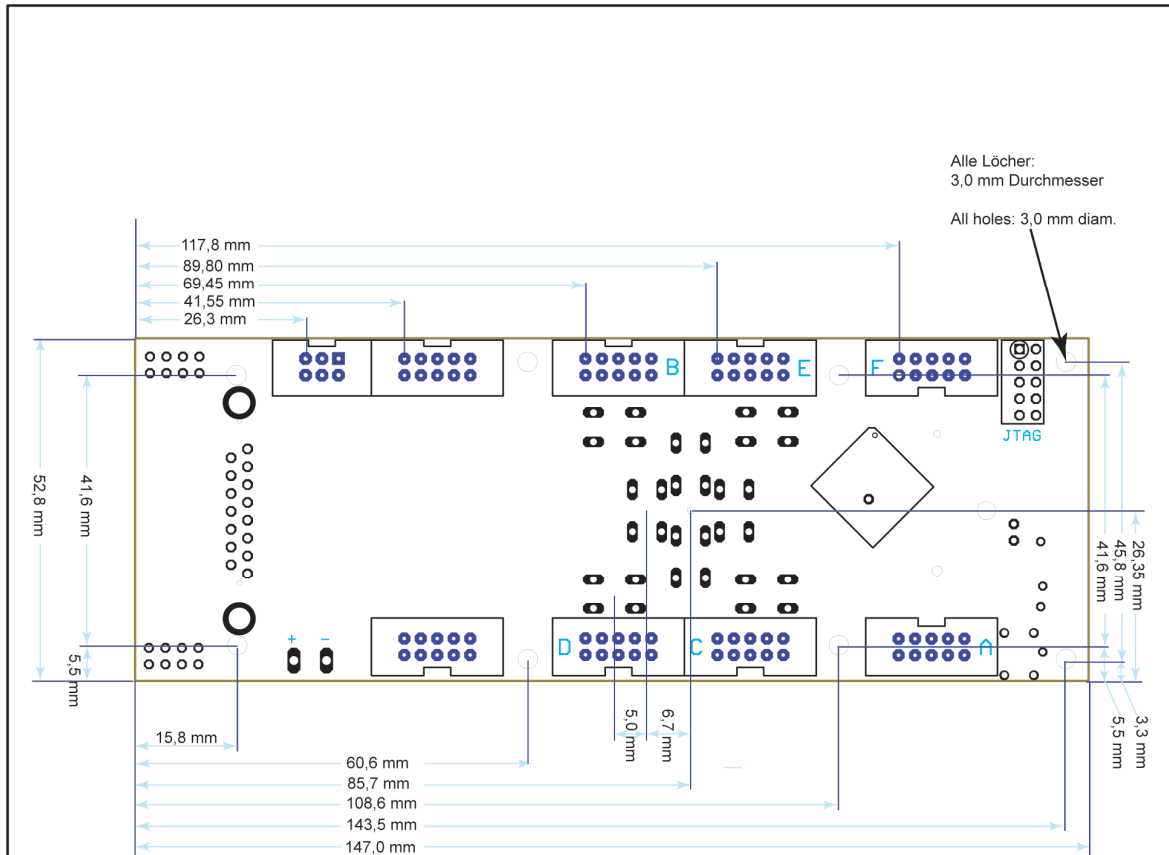 Alle Löcher:
3,0 mm Durchmesser
All holes: 3,0 mm diam.
117,8 mm
89,80 mm
69,45 mm
41,55 mm
26,3 mm
B
E
F
JTAG
52,8 mm
41,6 mm
5,5 mm
26,35 mm
45,8 mm
41,6 mm
+
-
D
C
A
5,0 mm
6,7 mm
3,3 mm
5,5 mm
15,8 mm
60,6 mm
85,7 mm
108,6 mm
143,5 mm
147,0 mm